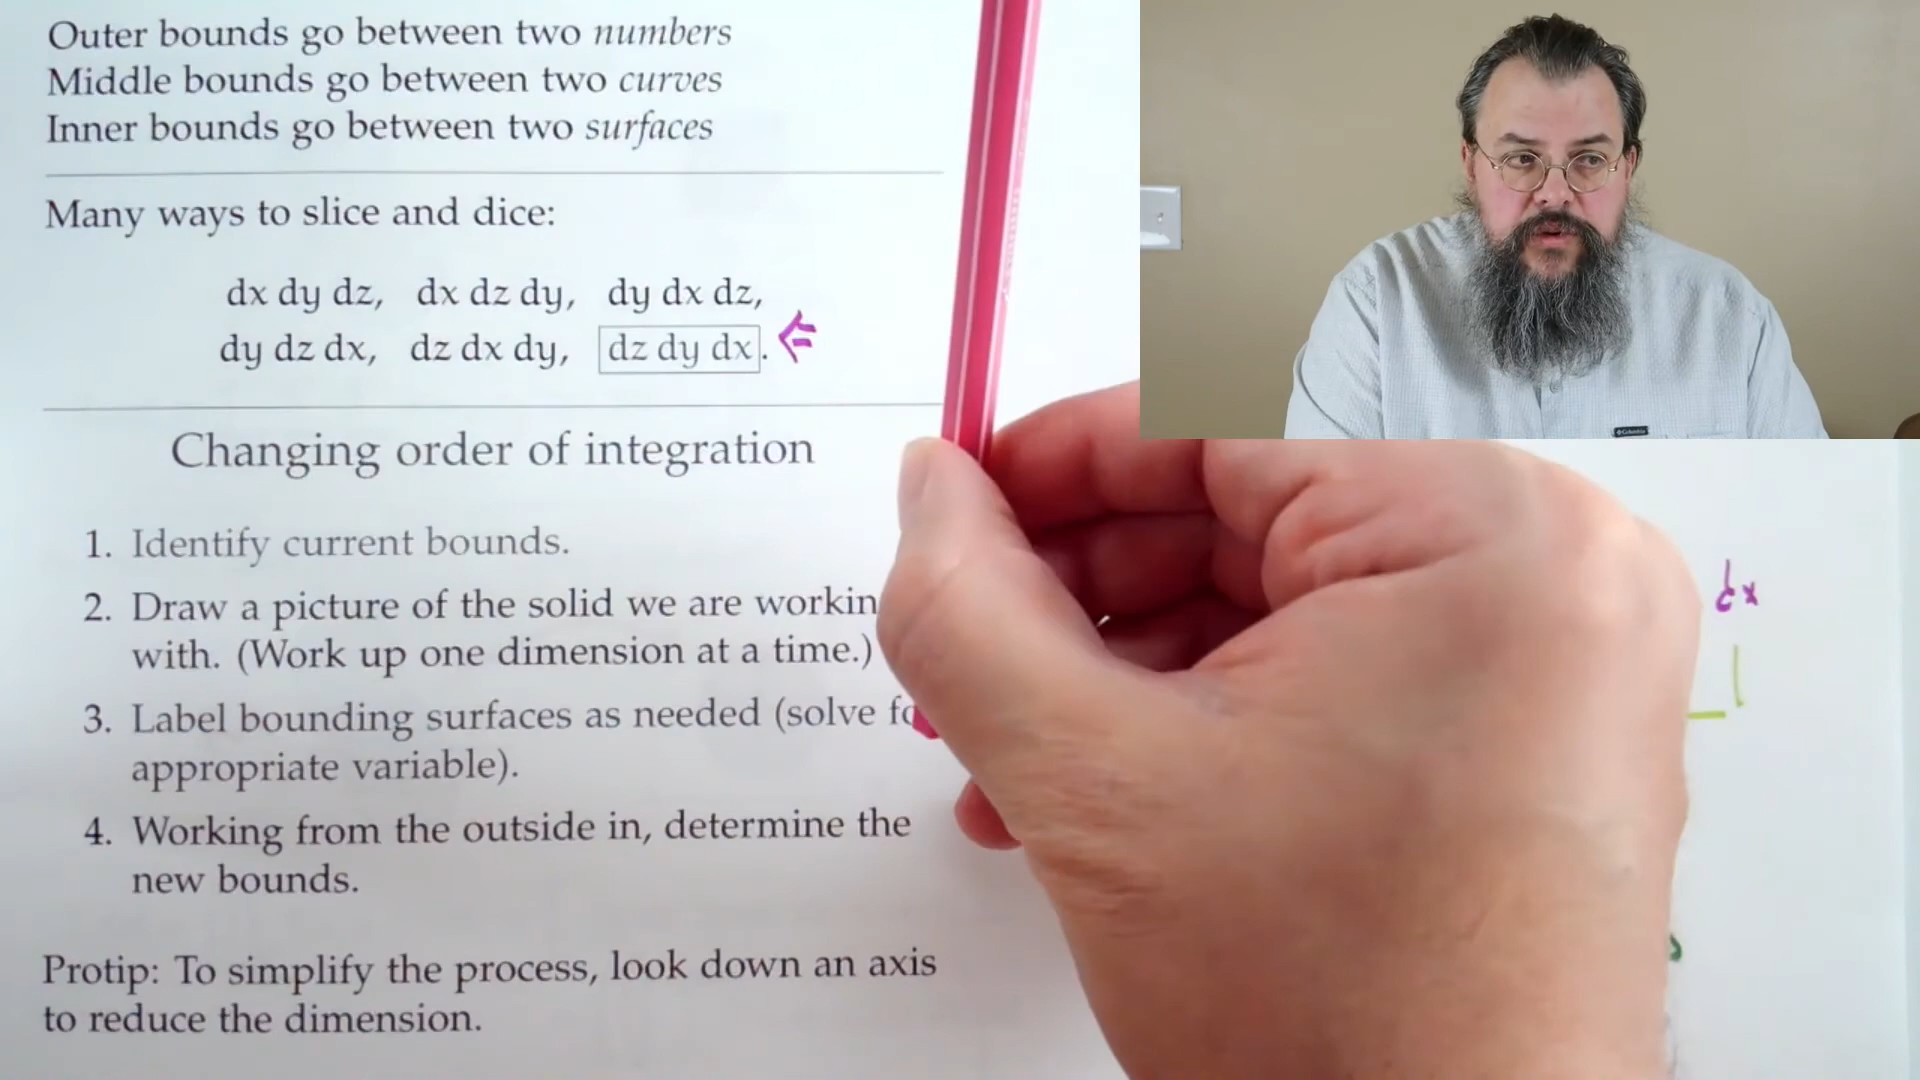 Outer bounds go between two numbers
Middle bounds go between two curves
Inner bounds go between two surfaces
Many ways to slice and dice:
dx dy dz, dx dz dy, dy dx dz,
dy dz dx, dz dx dy, dz dy dx.
Changing order of integration
1. Identify current bounds.
2. Draw a picture of the solid we are workin
with. (Work up one dimension at a time.)
3. Label bounding surfaces as needed (solve fo
appropriate variable).
4. Working from the outside in, determine the
new bounds.
Protip: To simplify the process, look down an axis
to reduce the dimension.
dx